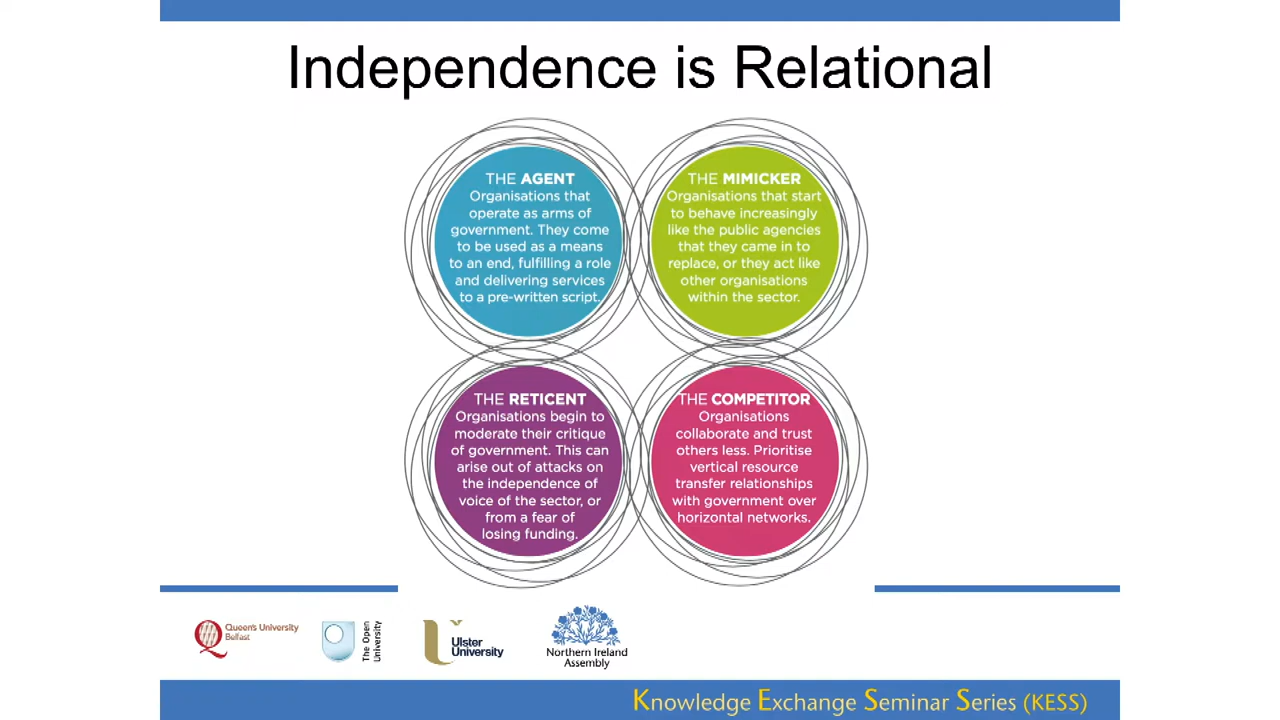 Independence is Relational
THE AGENT
Organisations that
operate as arms of
government. They come
to be used as a means
to an end, fulfilling a role
and delivering services
to a pre-written script.
THE MIMICKER
Organisations that start
to behave increasingly
like the public agencies
that they came in to
replace, or they act like
other organisations
within the sector.
THE RETICENT
Organisations begin to
moderate their critique
of government. This can
arise out of attacks on
the independence of
voice of the sector, or
from a fear of
losing funding.
THE COMPETITOR
Organisations
collaborate and trust
others less. Prioritise
vertical resource
transfer relationships
with government over
horizontal networks.
Queen's University
Belfast
The Open
University
Ulster
University
Northern Ireland
Assembly
Knowledge Exchange Seminar Series (KESS)